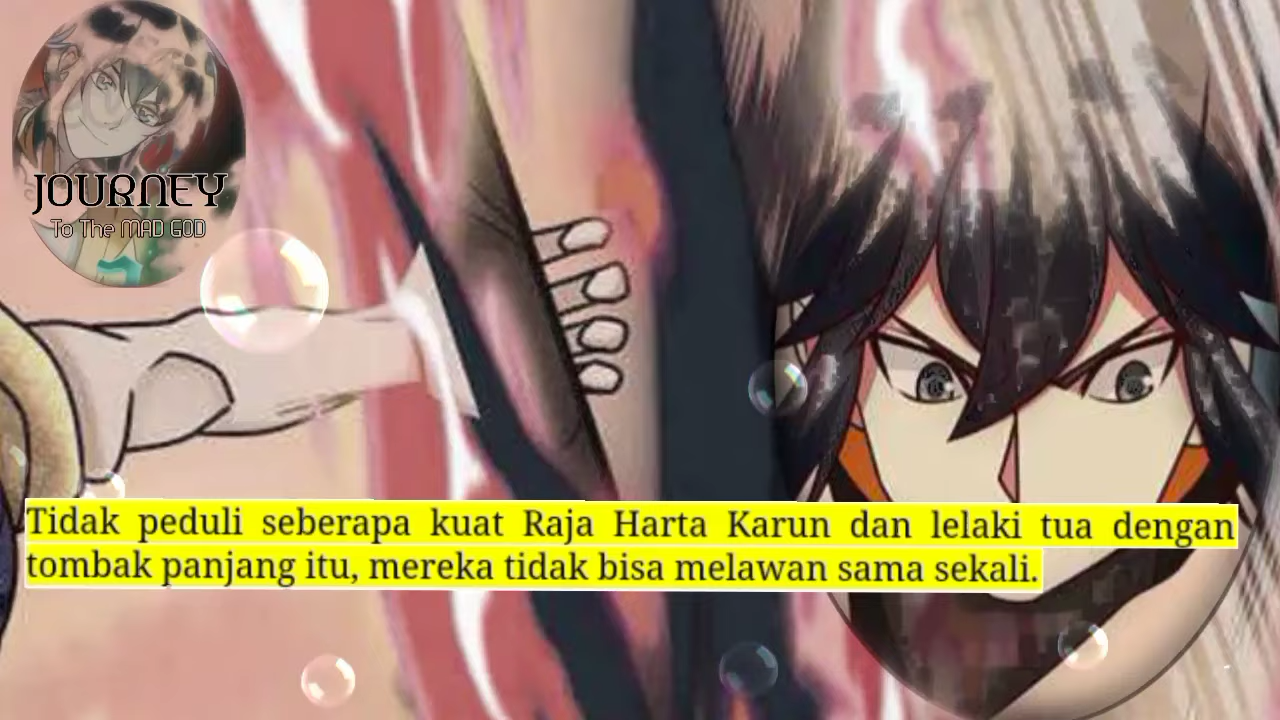 JOURNEY
To The MAD GOD
Tidak peduli seberapa kuat Raja Harta Karun dan lelaki tua dengan
tombak panjang itu, mereka tidak bisa melawan sama sekali.